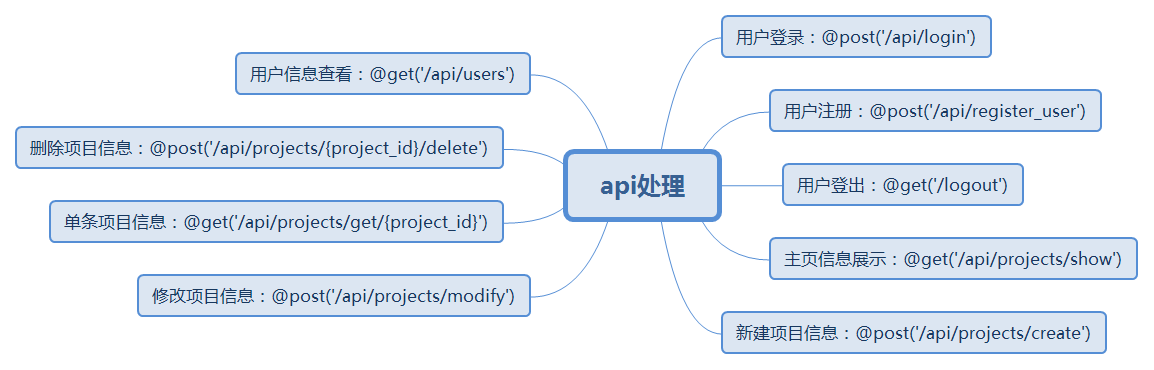 api处理
用户登录：@post('/api/login')
用户注册：@post('/api/register_user')
用户登出：@get('/logout')
主页信息展示：@get('/api/projects/show')
新建项目信息：@post('/api/projects/create')
用户信息查看：@get('/api/users')
删除项目信息：@post('/api/projects/{project_id}/delete')
单条项目信息：@get('/api/projects/get/{project_id}')
修改项目信息：@post('/api/projects/modify')